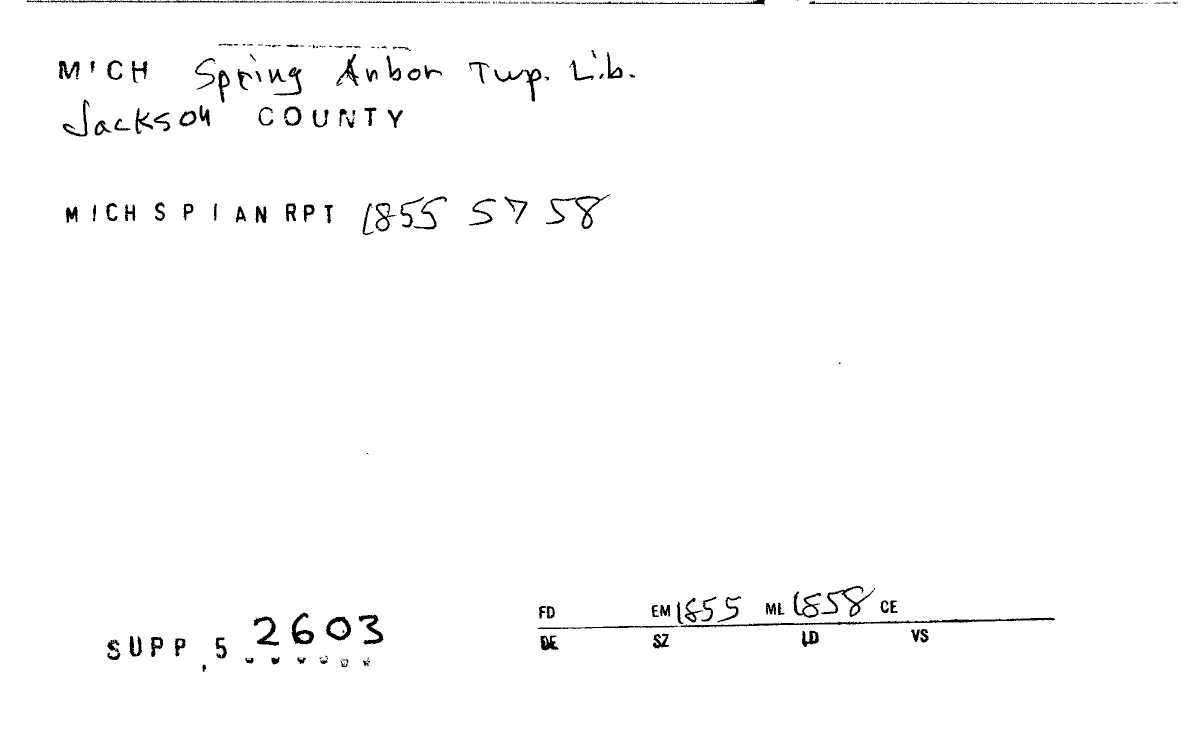 MICH Spring Arbor Twp. Lib.
Jackson COUNTY
MICH S P I AN RPT 1855 57 58
SUPP, 5 2603
FD EM 1855 ML 1858 CE
DE SZ LD VS